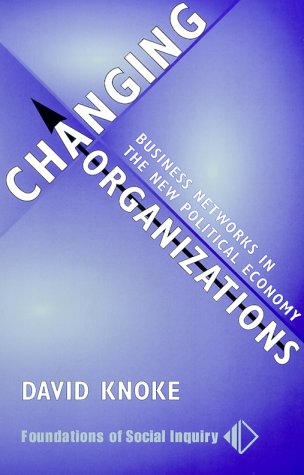 CHANGING
ORGANIZATIONS
BUSINESS NETWORKS IN
THE NEW POLITICAL ECONOMY
DAVID KNOKE
Foundations of Social Inquiry